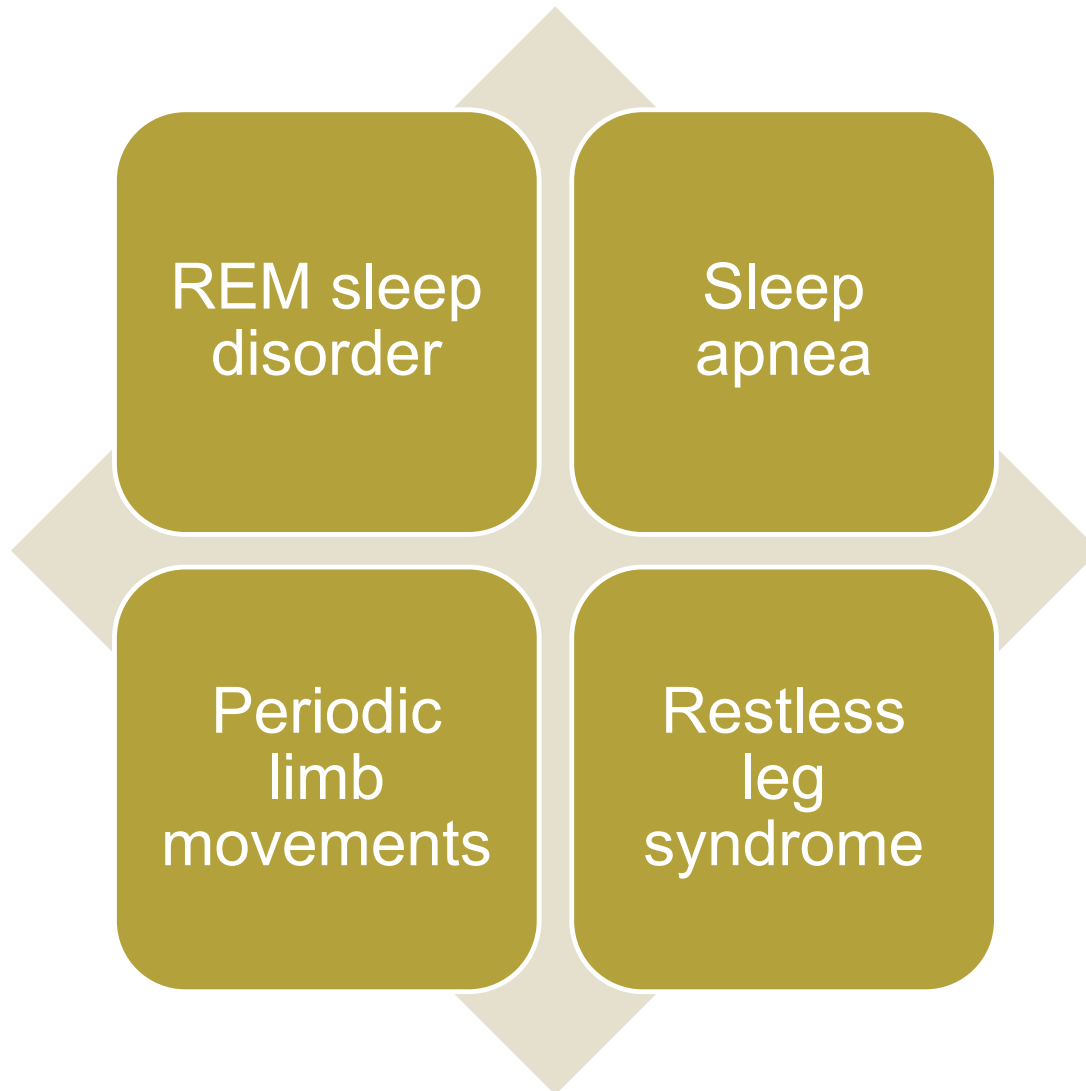 REM sleep
disorder
Sleep
apnea
Periodic
limb
movements
Restless
leg
syndrome